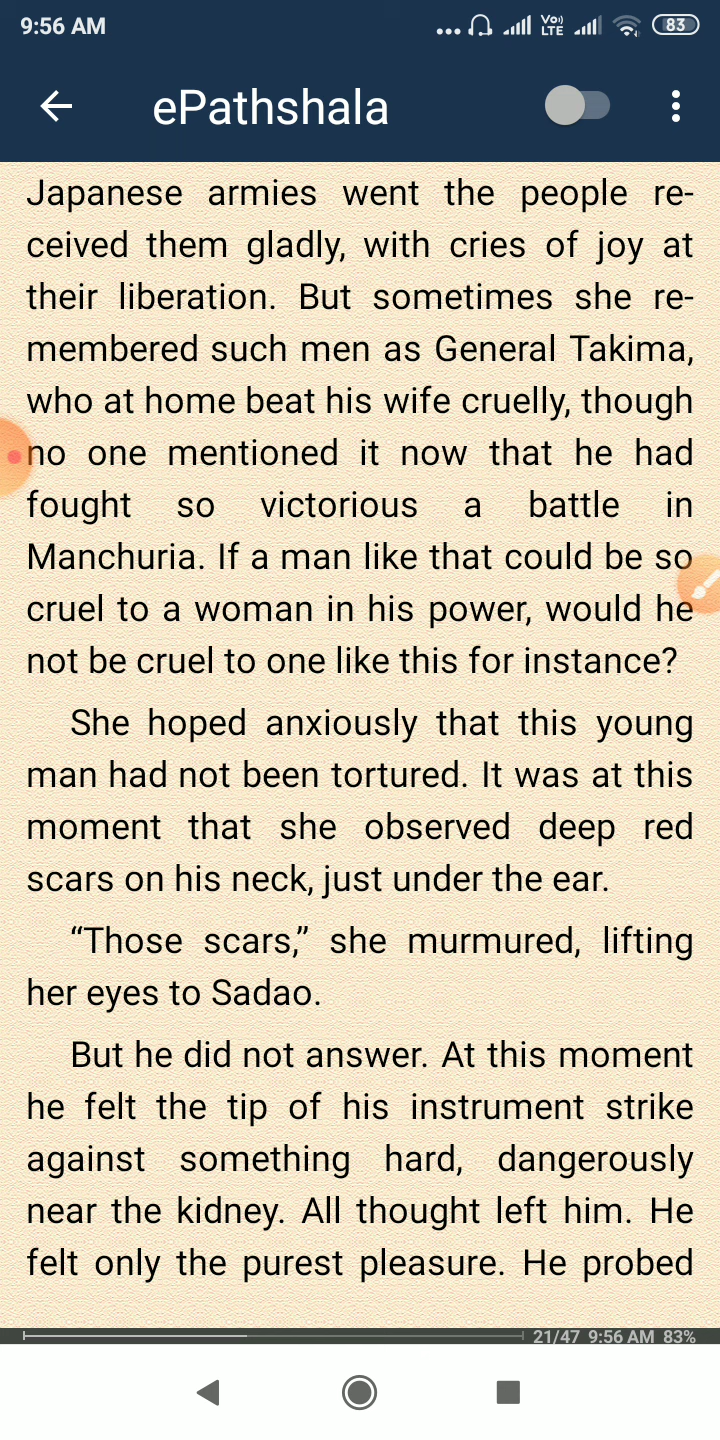 9:56 AM
Vo)) LTE
83
ePathshala
Japanese armies went the people re-
ceived them gladly, with cries of joy at
their liberation. But sometimes she re-
membered such men as General Takima,
who at home beat his wife cruelly, though
no one mentioned it now that he had
fought so victorious a battle in
Manchuria. If a man like that could be so
cruel to a woman in his power, would he
not be cruel to one like this for instance?
She hoped anxiously that this young
man had not been tortured. It was at this
moment that she observed deep red
scars on his neck, just under the ear.
“Those scars,” she murmured, lifting
her eyes to Sadao.
But he did not answer. At this moment
he felt the tip of his instrument strike
against something hard, dangerously
near the kidney. All thought left him. He
felt only the purest pleasure. He probed
21/47 9:56 AM 83%